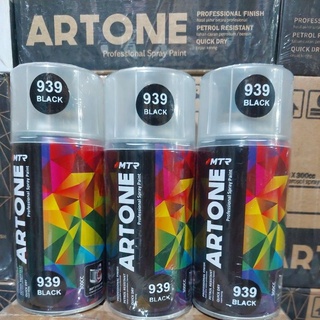 ARTONE
Professional Spray Paint
PROFESSIONAL FINISH
PETROL RESISTANT
QUICK DRY
939
BLACK
939
BLACK
939
BLACK
MTR
ARTONE
Professional Spray Paint
939
BLACK
MTR
ARTONE
Professional Spray Paint
939
BLACK
MTR
ARTONE
Professional Spray Paint
939
BLACK